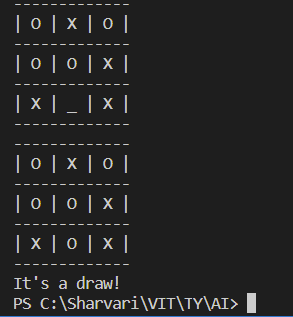 -------------
| O | X | O |
-------------
| O | O | X |
-------------
| X | _ | X |
-------------
-------------
| O | X | O |
-------------
| O | O | X |
-------------
| X | O | X |
-------------
It's a draw!
PS C:\Sharvari\VIT\TY\AI>